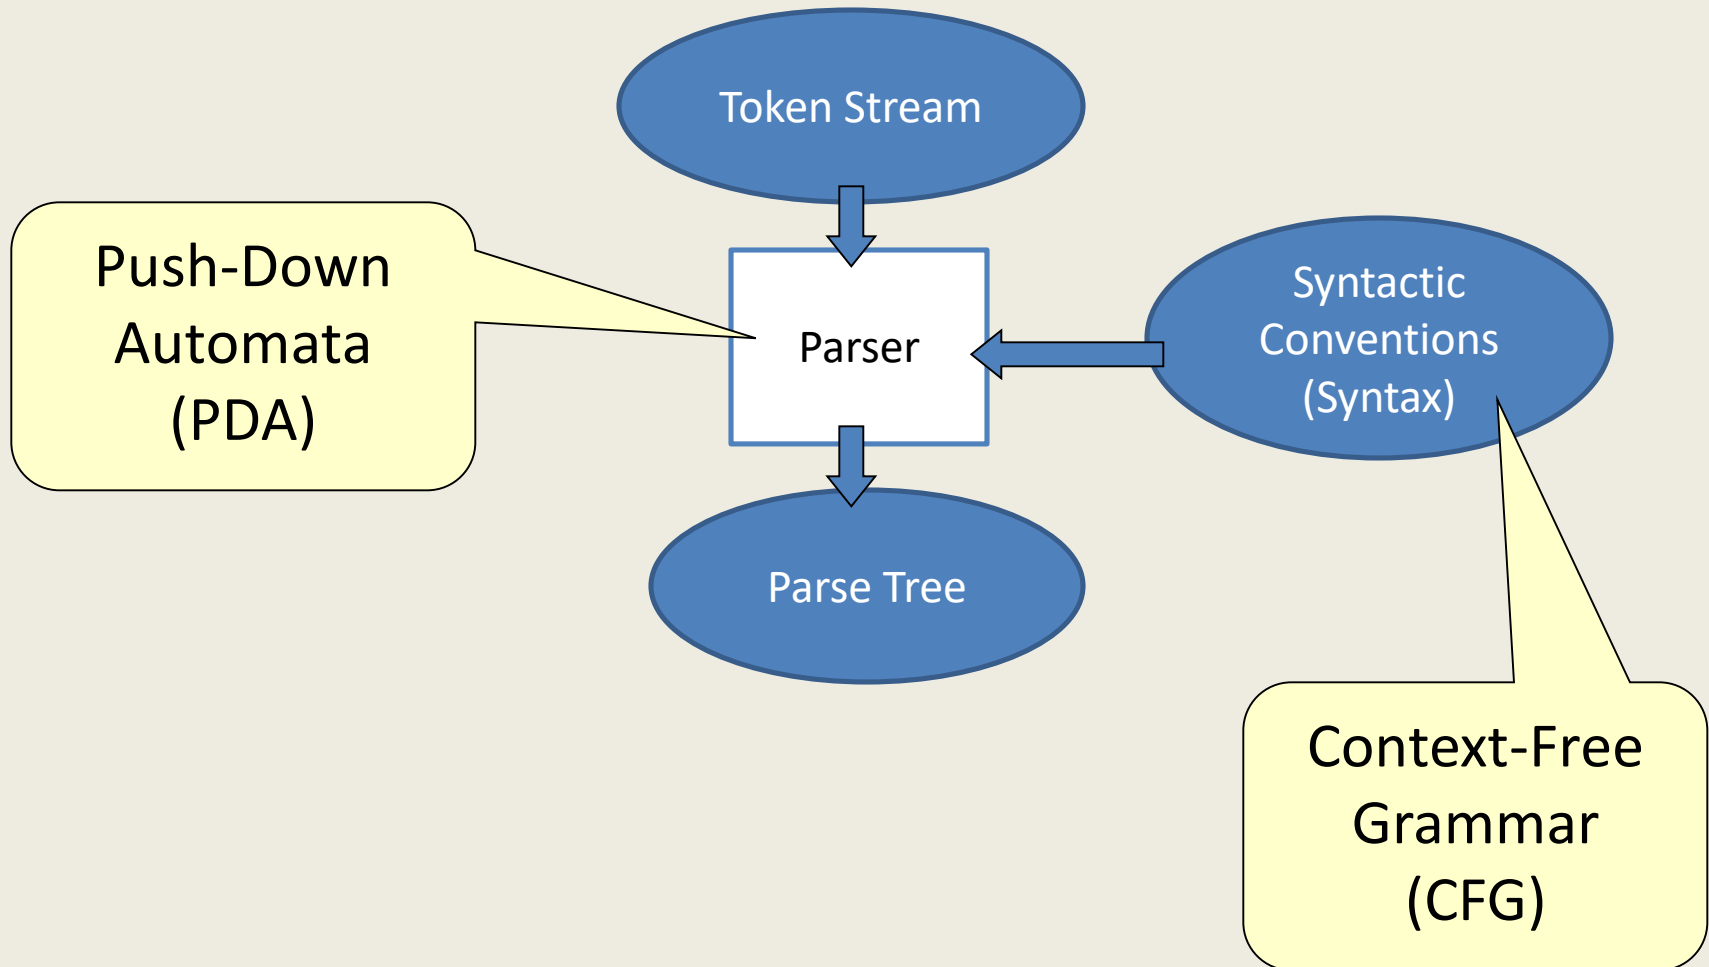 Token Stream
Push-Down
Automata
(PDA)
Parser
Syntactic
Conventions
(Syntax)
Parse Tree
Context-Free
Grammar
(CFG)